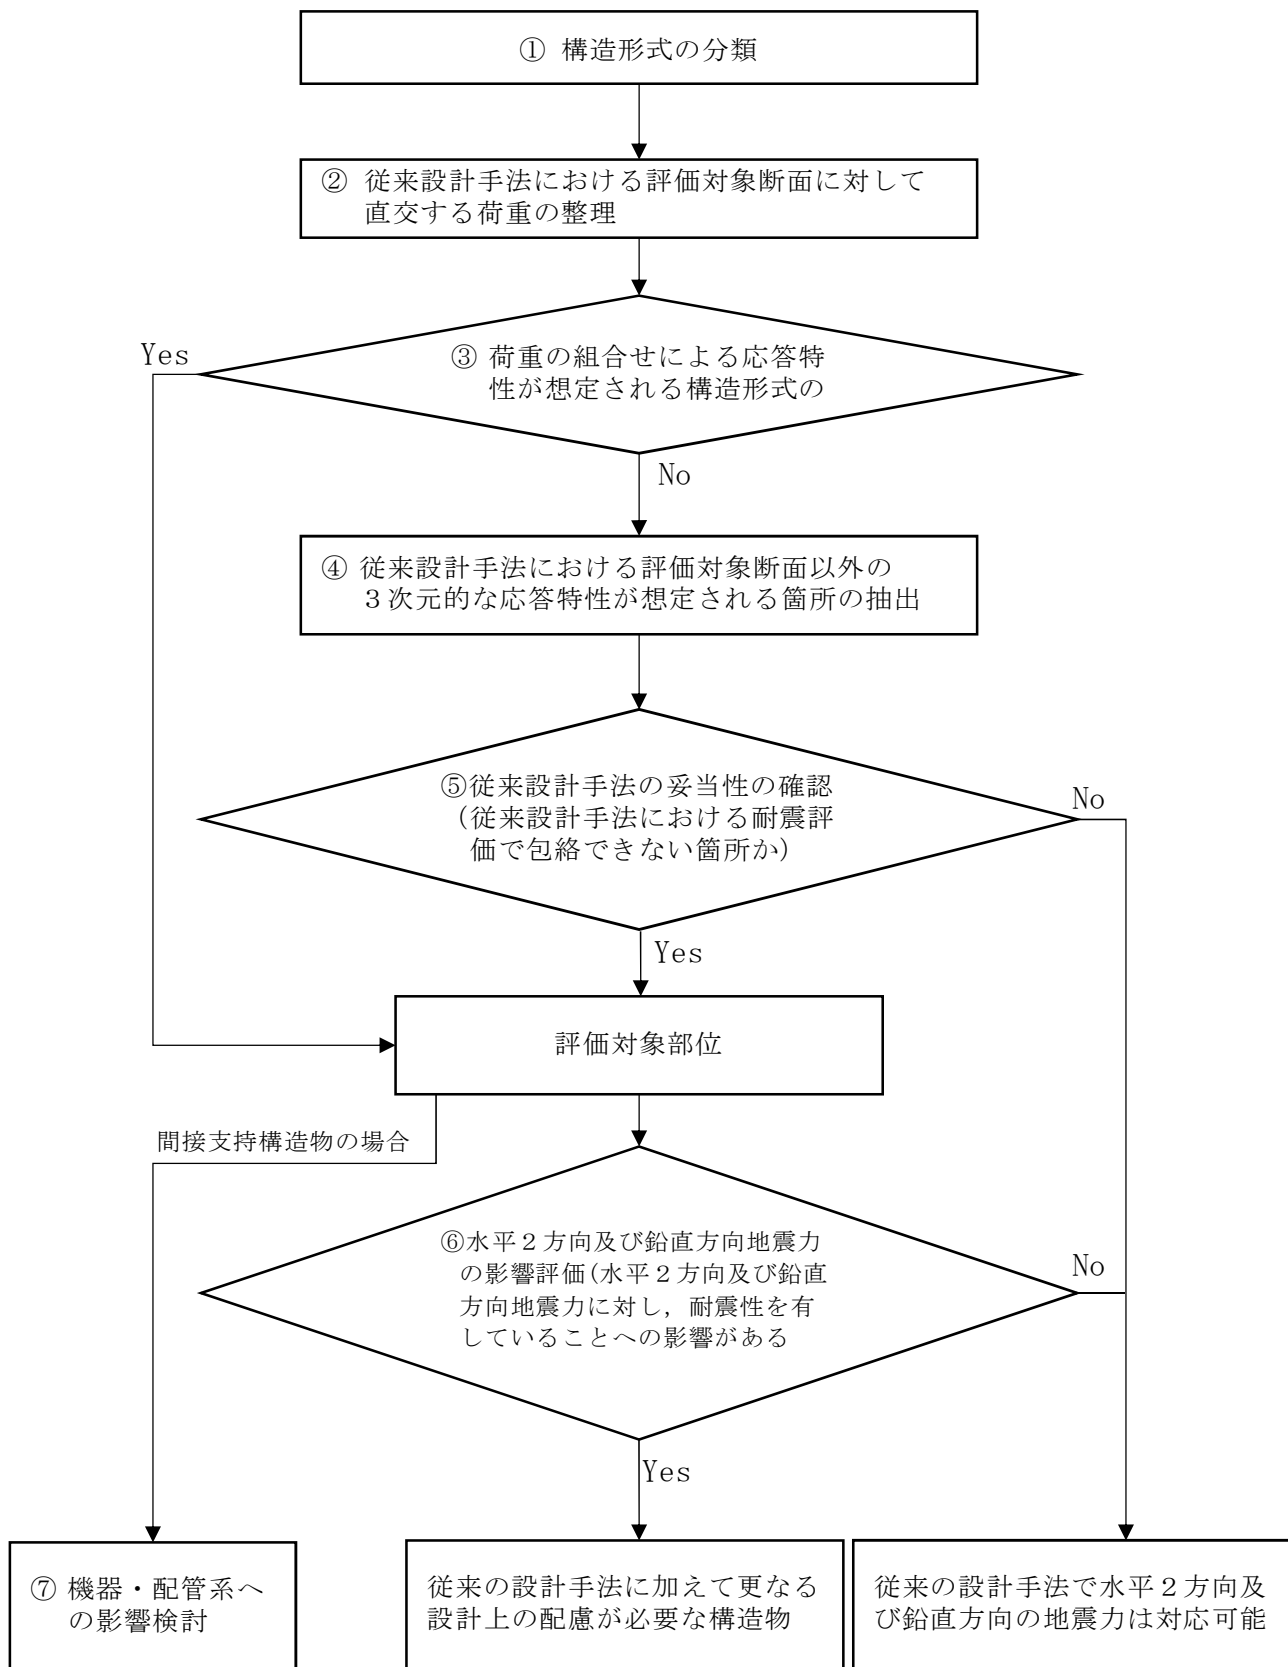 ① 構造形式の分類
② 従来設計手法における評価対象断面に対して
直交する荷重の整理
Yes
③ 荷重の組合せによる応答特
性が想定される構造形式の
No
④ 従来設計手法における評価対象断面以外の
３次元的な応答特性が想定される箇所の抽出
⑤従来設計手法の妥当性の確認
（従来設計手法における耐震評
価で包絡できない箇所か）
No
Yes
評価対象部位
間接支持構造物の場合
⑥水平２方向及び鉛直方向地震力
の影響評価(水平２方向及び鉛直
方向地震力に対し，耐震性を有
していることへの影響がある
No
Yes
⑦ 機器・配管系へ
の影響検討
従来の設計手法に加えて更なる
設計上の配慮が必要な構造物
従来の設計手法で水平２方向及
び鉛直方向の地震力は対応可能